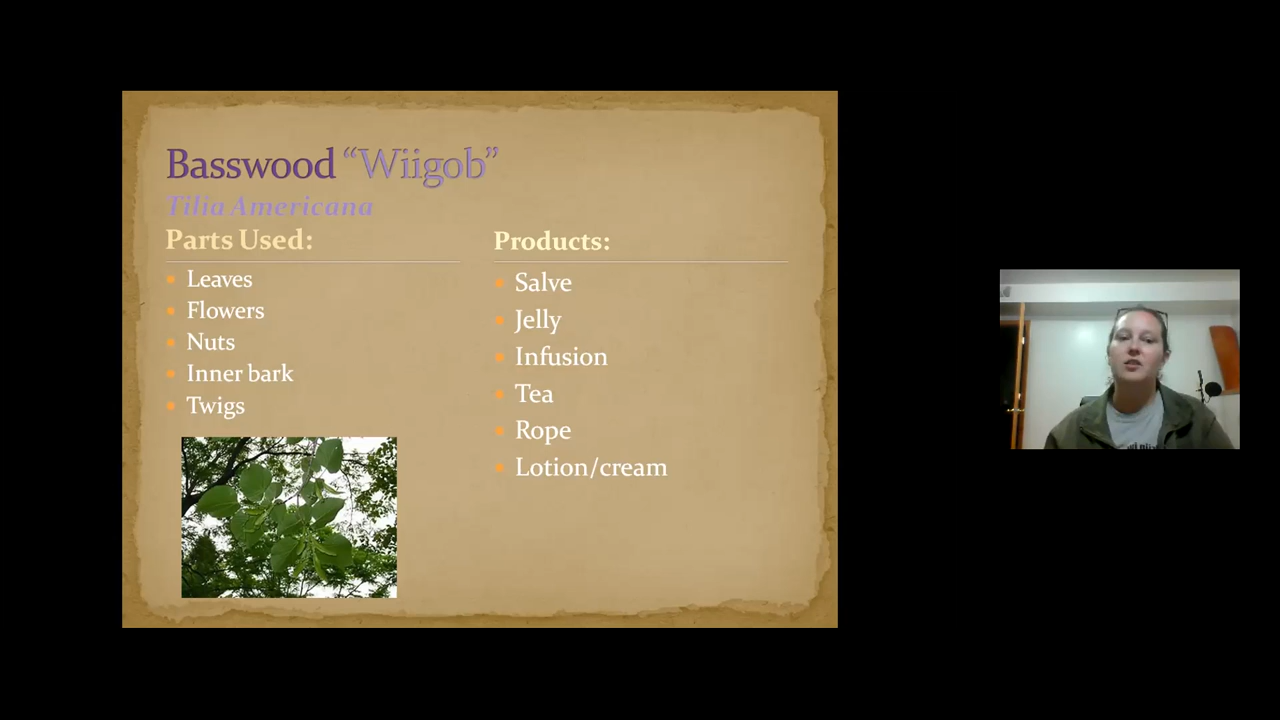 Basswood “Wiigob”
Tilia Americana
Parts Used:
Leaves
Flowers
Nuts
Inner bark
Twigs
Products:
Salve
Jelly
Infusion
Tea
Rope
Lotion/cream